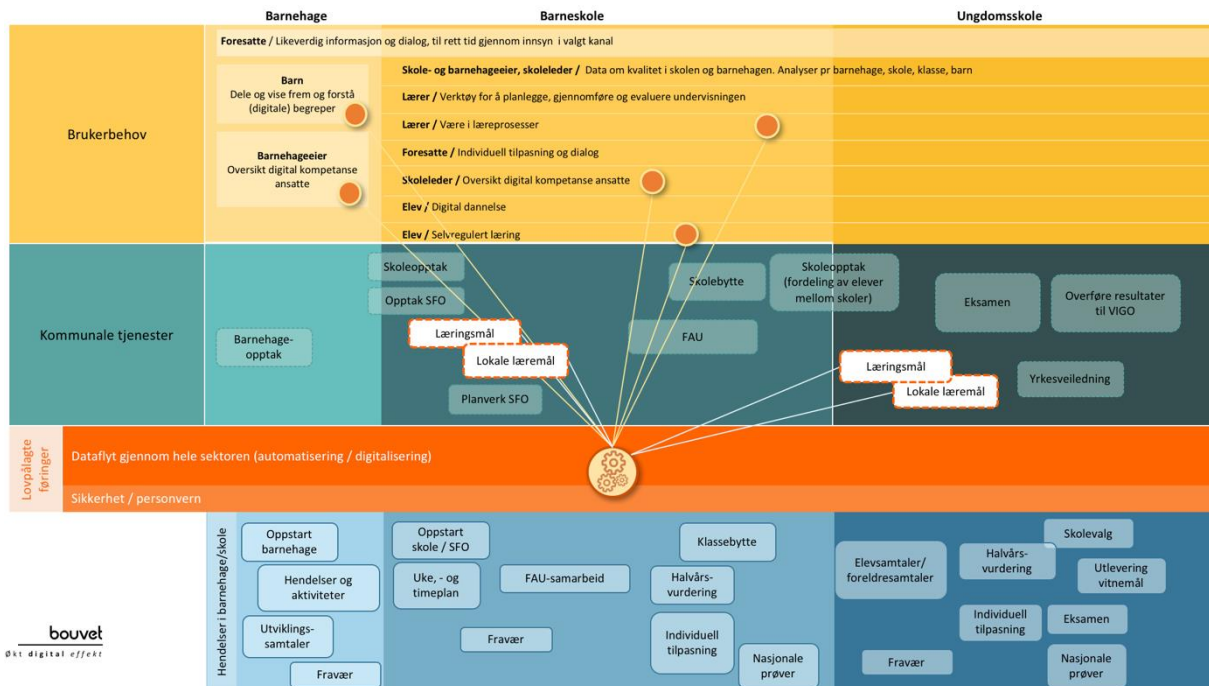 Barnehage
Barneskole
Ungdomsskole
Brukerbehov
Foresatte / Likeverdig informasjon og dialog, til rett tid gjennom innsyn i valgt kanal
Barn
Dele og vise frem og forstå
(digitale) begreper
Barnehageeier
Oversikt digital kompetanse
ansatte
Skole- og barnehageeier, skoleleder / Data om kvalitet i skolen og barnehagen. Analyser pr barnehage, skole, klasse, barn
Lærer / Verktøy for å planlegge, gjennomføre og evaluere undervisningen
Lærer / Være i læreprosesser
Foresatte / Individuell tilpasning og dialog
Skoleleder / Oversikt digital kompetanse ansatte
Elev / Digital dannelse
Elev / Selvregulert læring
Kommunale tjenester
Barnehage-
opptak
Skoleopptak
Opptak SFO
Læringsmål
Lokale læremål
Planverk SFO
Skolebytte
FAU
Skoleopptak
(fordeling av elever
mellom skoler)
Eksamen
Overføre resultater
til VIGO
Læringsmål
Lokale læremål
Yrkesveiledning
Lovpålagte
føringer
Dataflyt gjennom hele sektoren (automatisering / digitalisering)
Sikkerhet / personvern
Hendelser i barnehage/skole
Oppstart
barnehage
Hendelser og
aktiviteter
Utviklings-
samtaler
Fravær
Oppstart
skole / SFO
Uke, - og
timeplan
FAU-samarbeid
Fravær
Klassebytte
Halvårs-
vurdering
Individuell
tilpasning
Nasjonale
prøver
Elevsamtaler/
foreldresamtaler
Fravær
Halvårs-
vurdering
Individuell
tilpasning
Skolevalg
Utlevering
vitnemål
Eksamen
Nasjonale
prøver
bouvet
Økt digital effekt